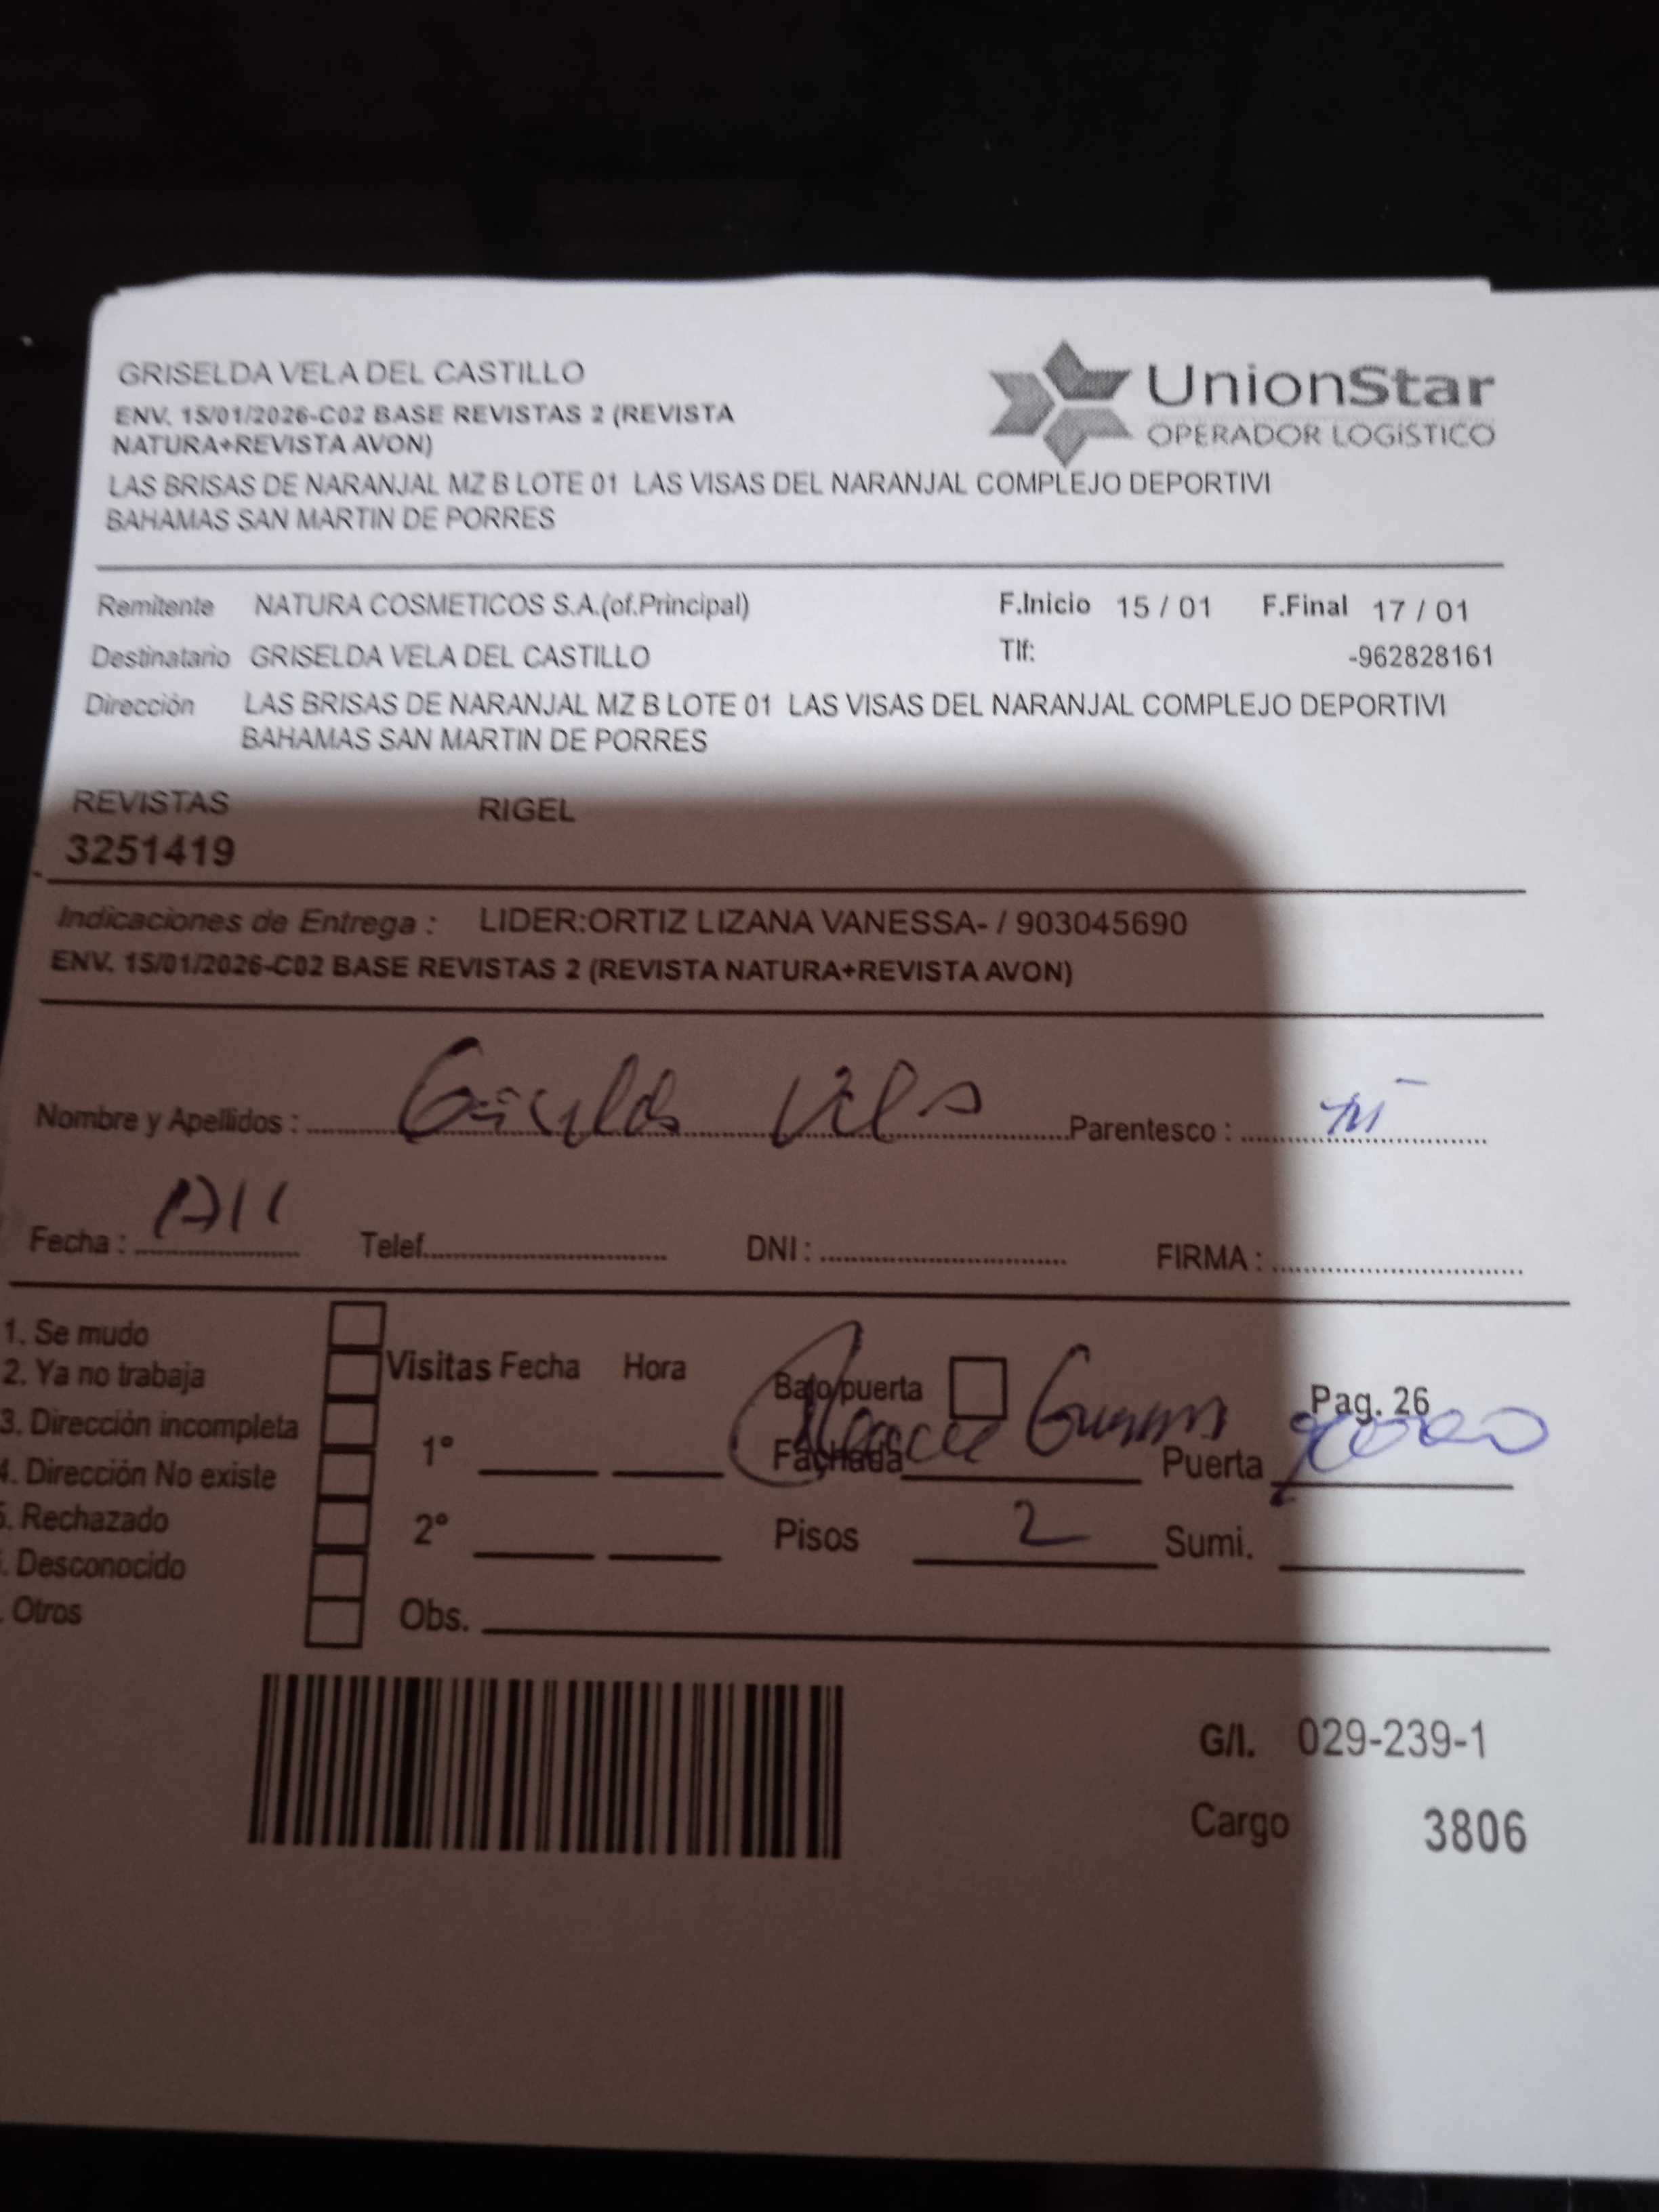 GRISELDA VELA DEL CASTILLO
ENV. 15/01/2026-C02 BASE REVISTAS 2 (REVISTA
NATURA+REVISTA AVON)
LAS BRISAS DE NARANJAL MZ B LOTE 01 LAS VISAS DEL NARANJAL COMPLEJO DEPORTIVI
BAHAMAS SAN MARTIN DE PORRES
UnionStar
OPERADOR LOGÍSTICO
Remitente NATURA COSMETICOS S.A.(of.Principal) F.Inicio 15 / 01 F.Final 17 / 01
Destinatario GRISELDA VELA DEL CASTILLO Tlf: -962828161
Dirección LAS BRISAS DE NARANJAL MZ B LOTE 01 LAS VISAS DEL NARANJAL COMPLEJO DEPORTIVI
BAHAMAS SAN MARTIN DE PORRES
REVISTAS RIGEL
3251419
Indicaciones de Entrega : LIDER:ORTIZ LIZANA VANESSA- / 903045690
ENV. 15/01/2026-C02 BASE REVISTAS 2 (REVISTA NATURA+REVISTA AVON)
Nombre y Apellidos : Griselda Vela Parentesco :
Fecha : Telef. DNI : FIRMA :
1. Se mudo
2. Ya no trabaja
3. Dirección incompleta
4. Dirección No existe
5. Rechazado
. Desconocido
. Otros
Visitas Fecha Hora
1°
2°
Obs.
Bajo puerta Pag. 26
Fachada Puerta
Pisos 2 Sumi.
G/I. 029-239-1
Cargo 3806